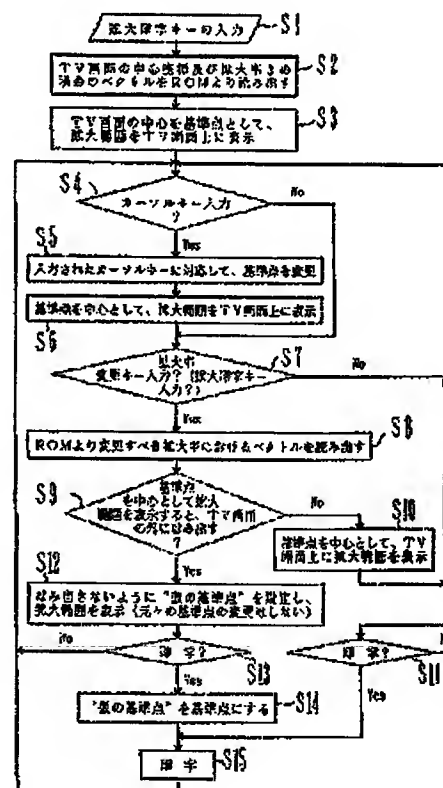 拡大印字キーの入力
S1
TV画面の中心座標及び拡大率3の
場合のベクトルをROMより読み出す
S2
TV画面の中心を基準点として、
拡大範囲をTV画面上に表示
S3
S4
カーソルキー入力
?
No
Yes
S5
入力されたカーソルキーに対応して、基準点を変更
基準点を中心として、拡大範囲をTV画面上に表示
S6
拡大率
変更キー入力?(拡大印字キー
入力?)
S7
No
Yes
ROMより変更すべき拡大率におけるベクトルを読み出す
S8
S9
基準点
を中心として拡大
範囲を表示すると、TV画面
の外にはみ出す
?
No
Yes
S10
基準点を中心として、TV
画面上に拡大範囲を表示
S12
はみ出さないように“仮の基準点”を設定し、
拡大範囲を表示(元々の基準点の変更はしない)
No
印字?
S13
Yes
印字?
S11
Yes
“仮の基準点”を基準点にする
S14
印字
S15